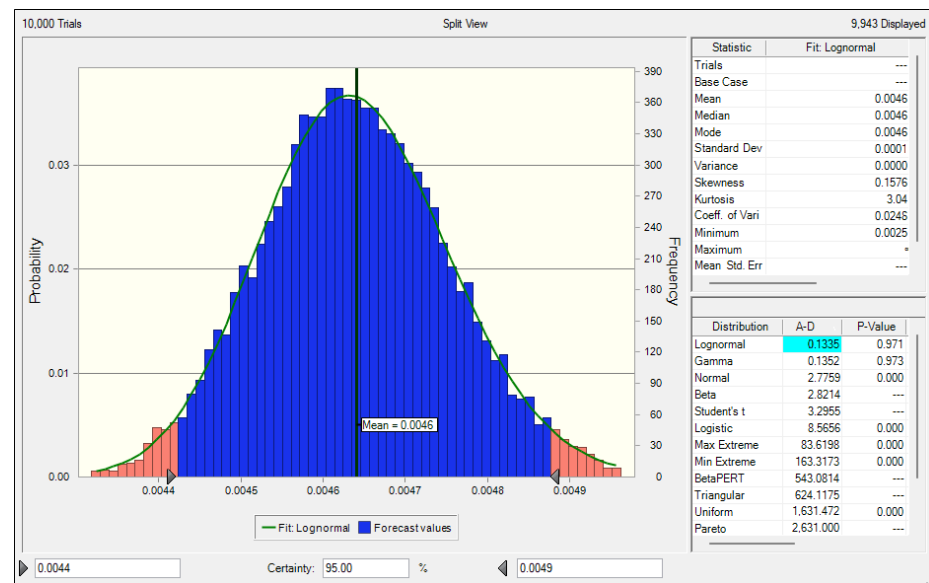 10,000 Trials Split View 9,943 Displayed
Probability
0.03
0.02
0.01
0.00
390
360
330
300
270
240
210
180
150
120
90
60
30
0
Frequency
Mean = 0.0046
0.0044 0.0045 0.0046 0.0047 0.0048 0.0049
Fit: Lognormal Forecast values
Statistic Fit: Lognormal
Trials ---
Base Case ---
Mean 0.0046
Median 0.0046
Mode 0.0046
Standard Dev 0.0001
Variance 0.0000
Skewness 0.1576
Kurtosis 3.04
Coeff. of Vari 0.0246
Minimum 0.0025
Maximum
Mean Std. Err ---
Distribution A-D P-Value
Lognormal 0.1335 0.971
Gamma 0.1352 0.973
Normal 2.7759 0.000
Beta 2.8214 ---
Student's t 3.2955 ---
Logistic 8.5656 0.000
Max Extreme 83.6198 0.000
Min Extreme 163.3173 0.000
BetaPERT 543.0814 ---
Triangular 624.1175 ---
Uniform 1,631.472 0.000
Pareto 2,631.000 ---
0.0044 Certainty: 95.00 % 0.0049